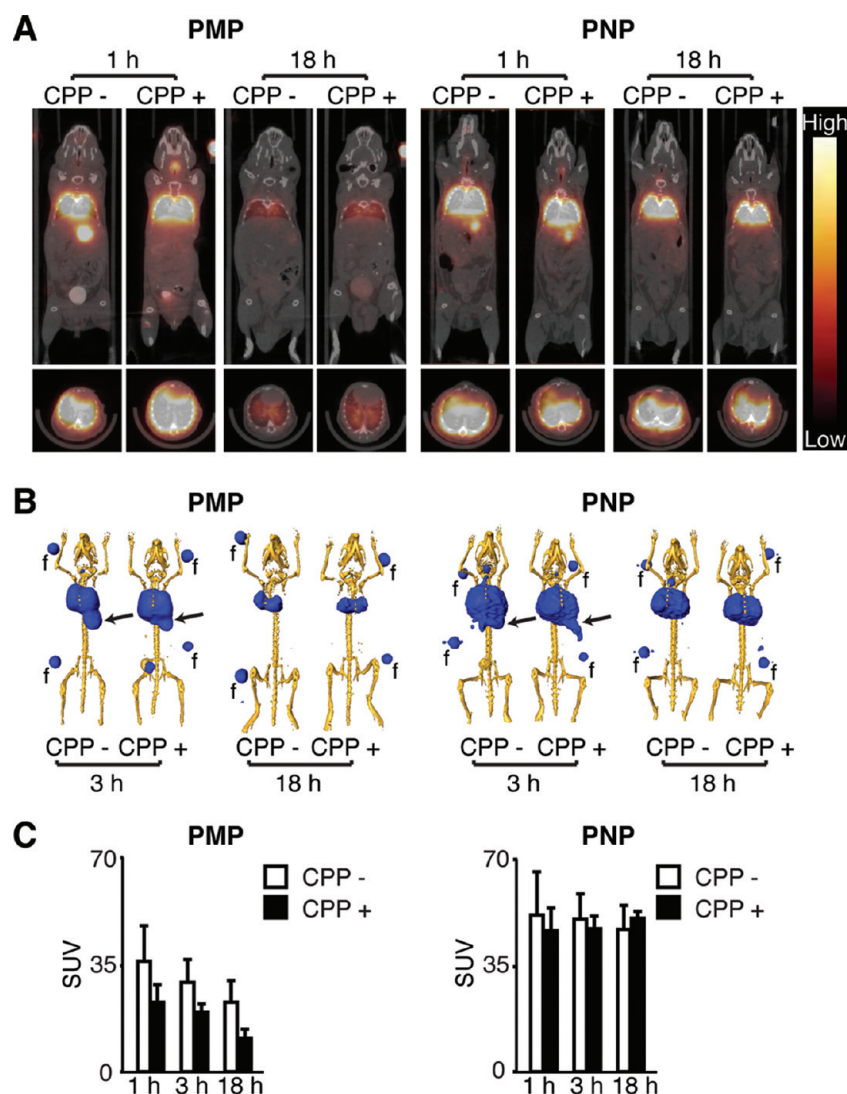 A
PMP PNP
1 h 18 h 1 h 18 h
CPP - CPP + CPP - CPP + CPP - CPP + CPP - CPP +
High
Low
B
PMP PNP
f f f f f f f
f f f f f f
CPP - CPP + CPP - CPP + CPP - CPP + CPP - CPP +
3 h 18 h 3 h 18 h
C
PMP PNP
70 CPP - 70 CPP -
CPP + CPP +
SUV 35 SUV 35
0 0
1 h 3 h 18 h 1 h 3 h 18 h